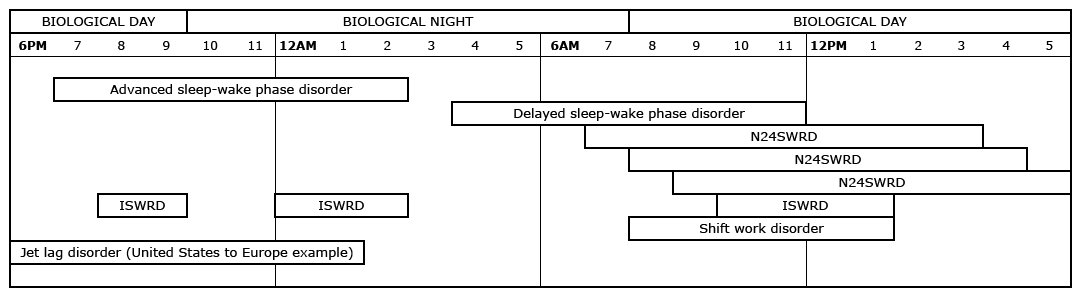 BIOLOGICAL DAY BIOLOGICAL NIGHT BIOLOGICAL DAY
6PM 7 8 9 10 11 12AM 1 2 3 4 5 6AM 7 8 9 10 11 12PM 1 2 3 4 5
Advanced sleep-wake phase disorder
Delayed sleep-wake phase disorder
N24SWRD
N24SWRD
N24SWRD
ISWRD ISWRD ISWRD
Shift work disorder
Jet lag disorder (United States to Europe example)